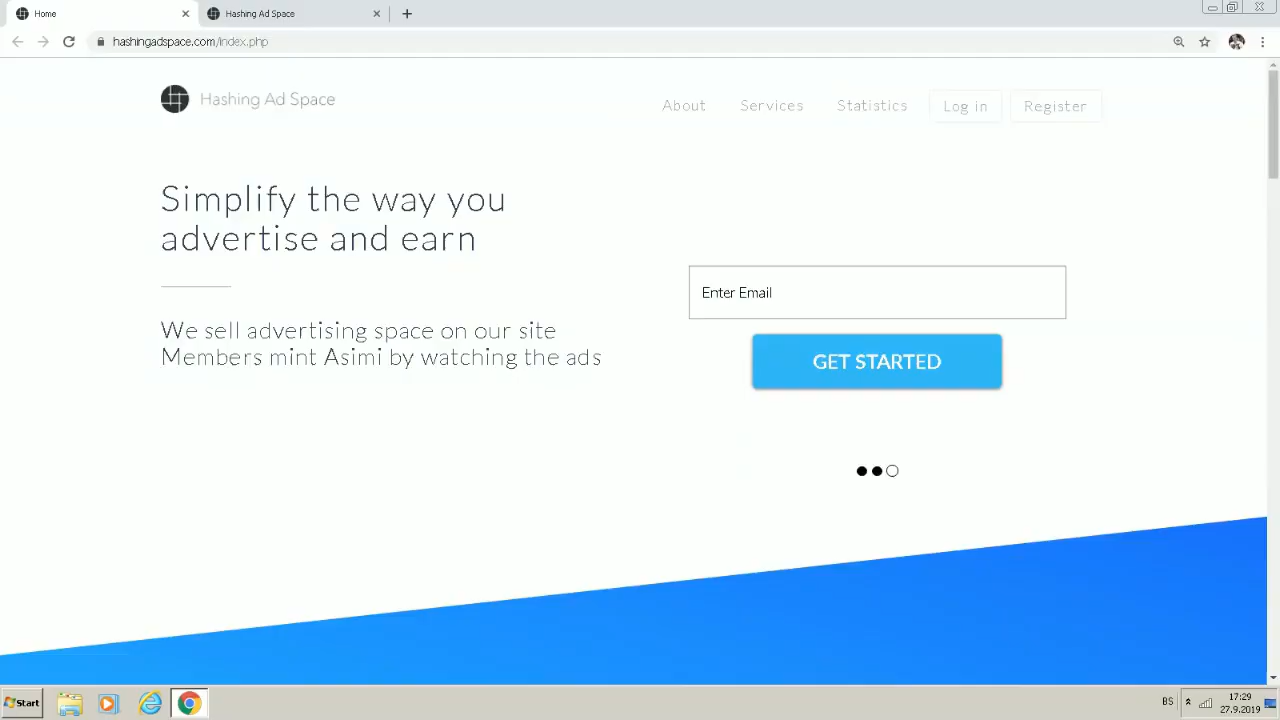 Home
Hashing Ad Space
hashingadspace.com/index.php
Hashing Ad Space
About
Services
Statistics
Log in
Register
Simplify the way you
advertise and earn
We sell advertising space on our site
Members mint Asimi by watching the ads
Enter Email
GET STARTED
Start
BS
17:29
27.9.2019